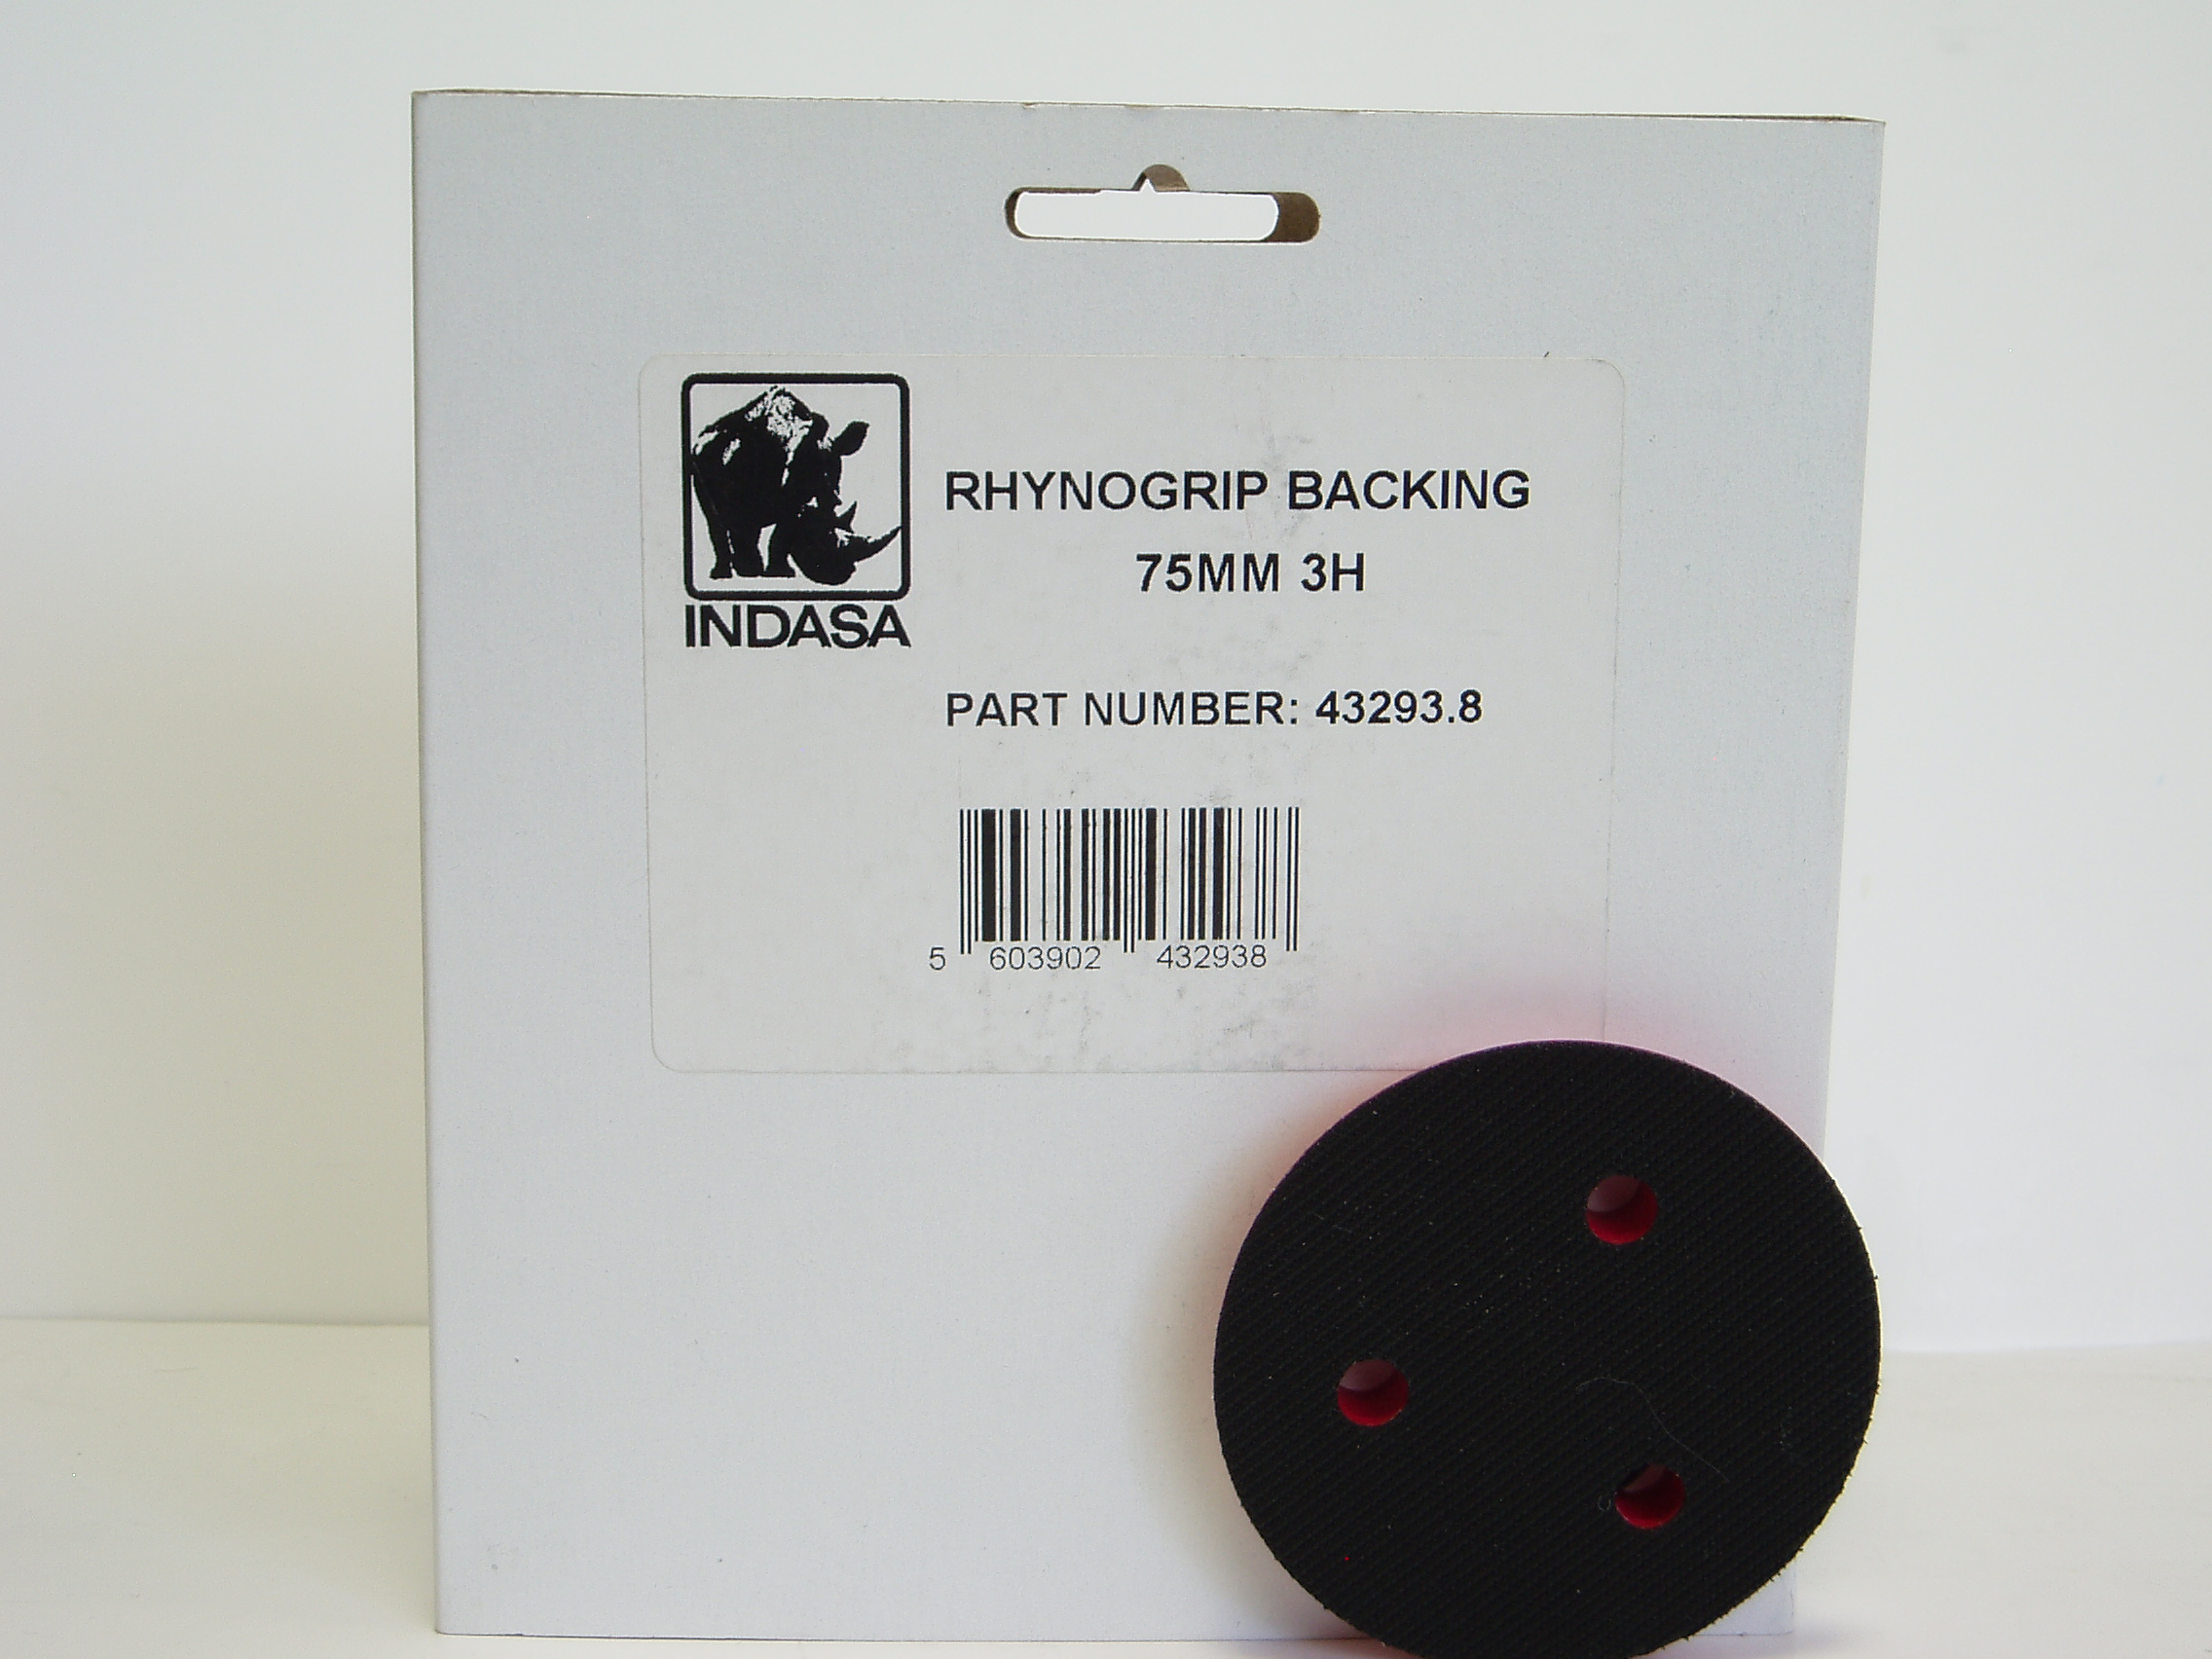 INDASA
RHYNOGRIP BACKING
75MM 3H
PART NUMBER: 43293.8
5 603902 432938